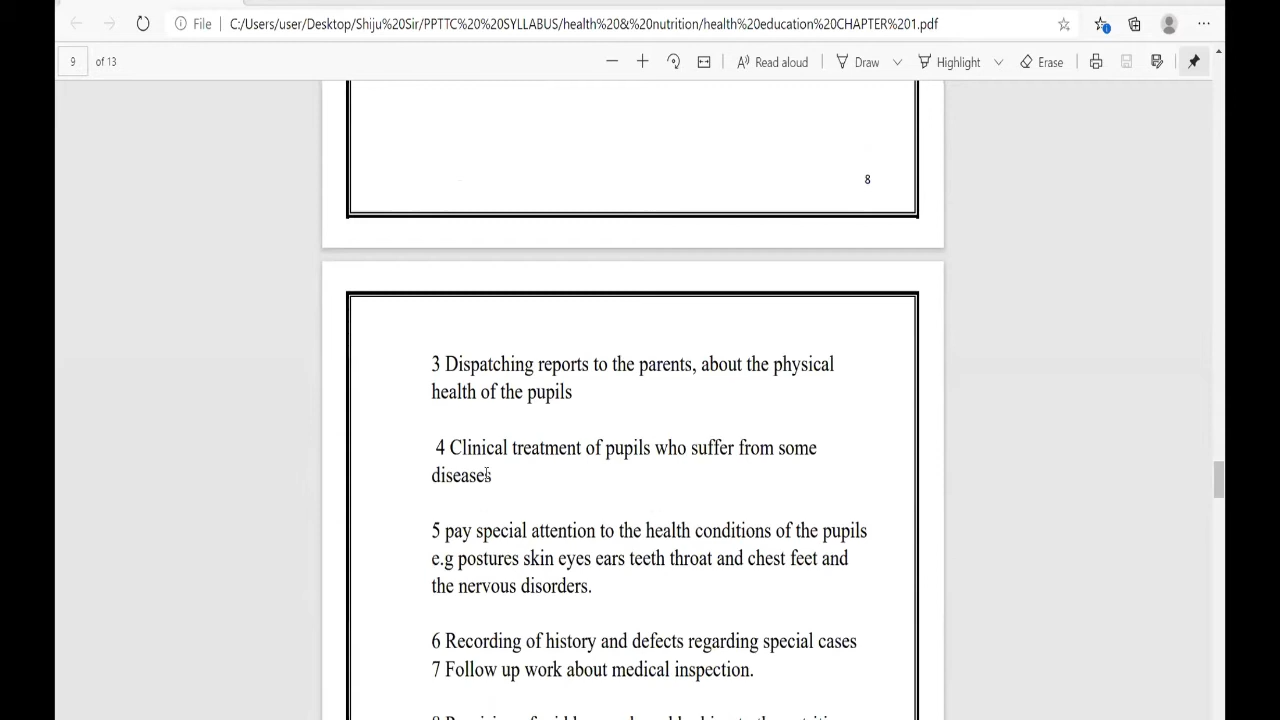 File C:/Users/user/Desktop/Shiju%20Sir/PPTTC%20%20SYLLABUS/health%20&%20nutrition/health%20education%20CHAPTER%201.pdf
9 of 13 Read aloud Draw Highlight Erase
8
3 Dispatching reports to the parents, about the physical
health of the pupils
4 Clinical treatment of pupils who suffer from some
diseases
5 pay special attention to the health conditions of the pupils
e.g postures skin eyes ears teeth throat and chest feet and
the nervous disorders.
6 Recording of history and defects regarding special cases
7 Follow up work about medical inspection.